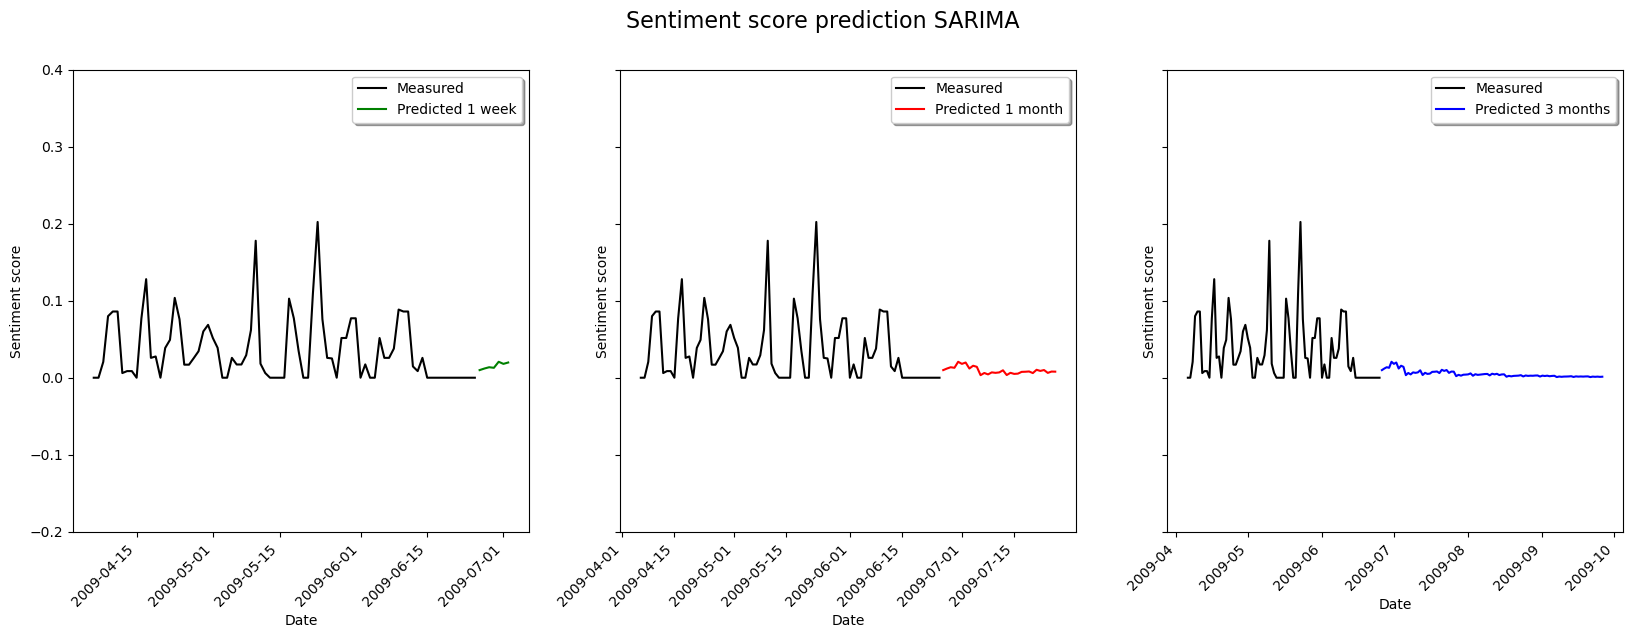 Sentiment score prediction SARIMA
Measured
Predicted 1 week
0.4
0.3
0.2
0.1
0.0
−0.1
−0.2
Sentiment score
2009-04-15
2009-05-01
2009-05-15
2009-06-01
2009-06-15
2009-07-01
Date
Measured
Predicted 1 month
Sentiment score
2009-04-01
2009-04-15
2009-05-01
2009-05-15
2009-06-01
2009-06-15
2009-07-01
2009-07-15
Date
Measured
Predicted 3 months
Sentiment score
2009-04
2009-05
2009-06
2009-07
2009-08
2009-09
2009-10
Date